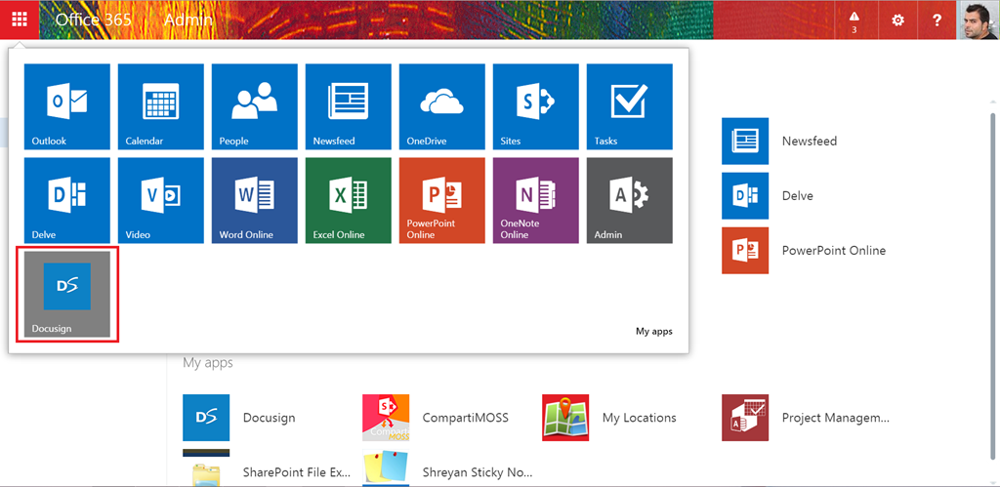 Office 365 Admin
3
?
Outlook Calendar People Newsfeed OneDrive Sites Tasks
Delve Video Word Online Excel Online PowerPoint Online OneNote Online Admin
DS
Docusign
My apps
Newsfeed
Delve
PowerPoint Online
My apps
DS Docusign CompartiMOSS My Locations Project Managem...
SharePoint File Ex... Shreyan Sticky No...